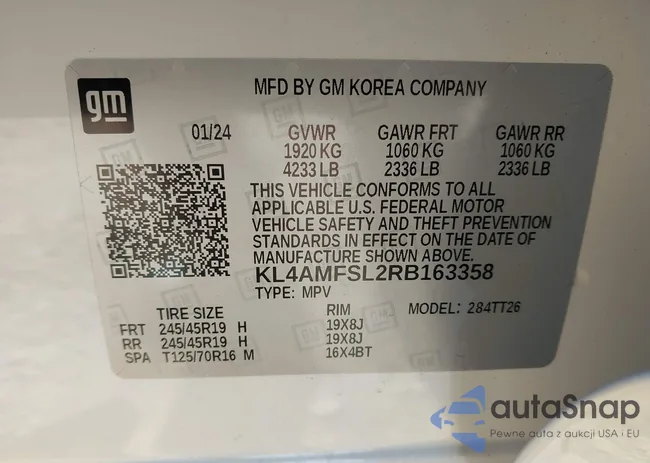 gm
MFD BY GM KOREA COMPANY
01/24 GVWR GAWR FRT GAWR RR
1920 KG 1060 KG 1060 KG
4233 LB 2336 LB 2336 LB
THIS VEHICLE CONFORMS TO ALL
APPLICABLE U.S. FEDERAL MOTOR
VEHICLE SAFETY AND THEFT PREVENTION
STANDARDS IN EFFECT ON THE DATE OF
MANUFACTURE SHOWN ABOVE.
KL4AMFSL2RB163358
TYPE: MPV MODEL: 284TT26
TIRE SIZE RIM
FRT 245/45R19 H 19X8J
RR 245/45R19 H 19X8J
SPA T125/70R16 M 16X4BT
autaSnap
Pewne auta z aukcji USA i EU